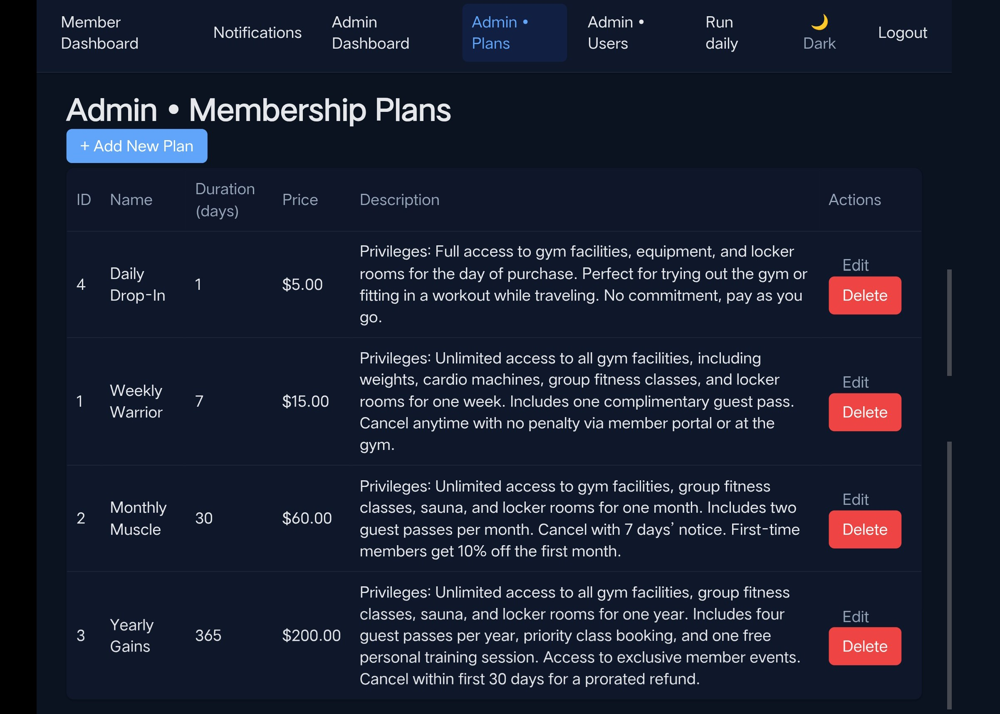 Member
Dashboard
Notifications
Admin
Dashboard
Admin •
Plans
Admin •
Users
Run
daily
🌙
Dark
Logout
Admin • Membership Plans
+ Add New Plan
ID
Name
Duration
(days)
Price
Description
Actions
4
Daily
Drop-In
1
$5.00
Privileges: Full access to gym facilities, equipment, and locker
rooms for the day of purchase. Perfect for trying out the gym or
fitting in a workout while traveling. No commitment, pay as you
go.
Edit
Delete
1
Weekly
Warrior
7
$15.00
Privileges: Unlimited access to all gym facilities, including
weights, cardio machines, group fitness classes, and locker
rooms for one week. Includes one complimentary guest pass.
Cancel anytime with no penalty via member portal or at the
gym.
Edit
Delete
2
Monthly
Muscle
30
$60.00
Privileges: Unlimited access to gym facilities, group fitness
classes, sauna, and locker rooms for one month. Includes two
guest passes per month. Cancel with 7 days’ notice. First-time
members get 10% off the first month.
Edit
Delete
3
Yearly
Gains
365
$200.00
Privileges: Unlimited access to all gym facilities, group fitness
classes, sauna, and locker rooms for one year. Includes four
guest passes per year, priority class booking, and one free
personal training session. Access to exclusive member events.
Cancel within first 30 days for a prorated refund.
Edit
Delete